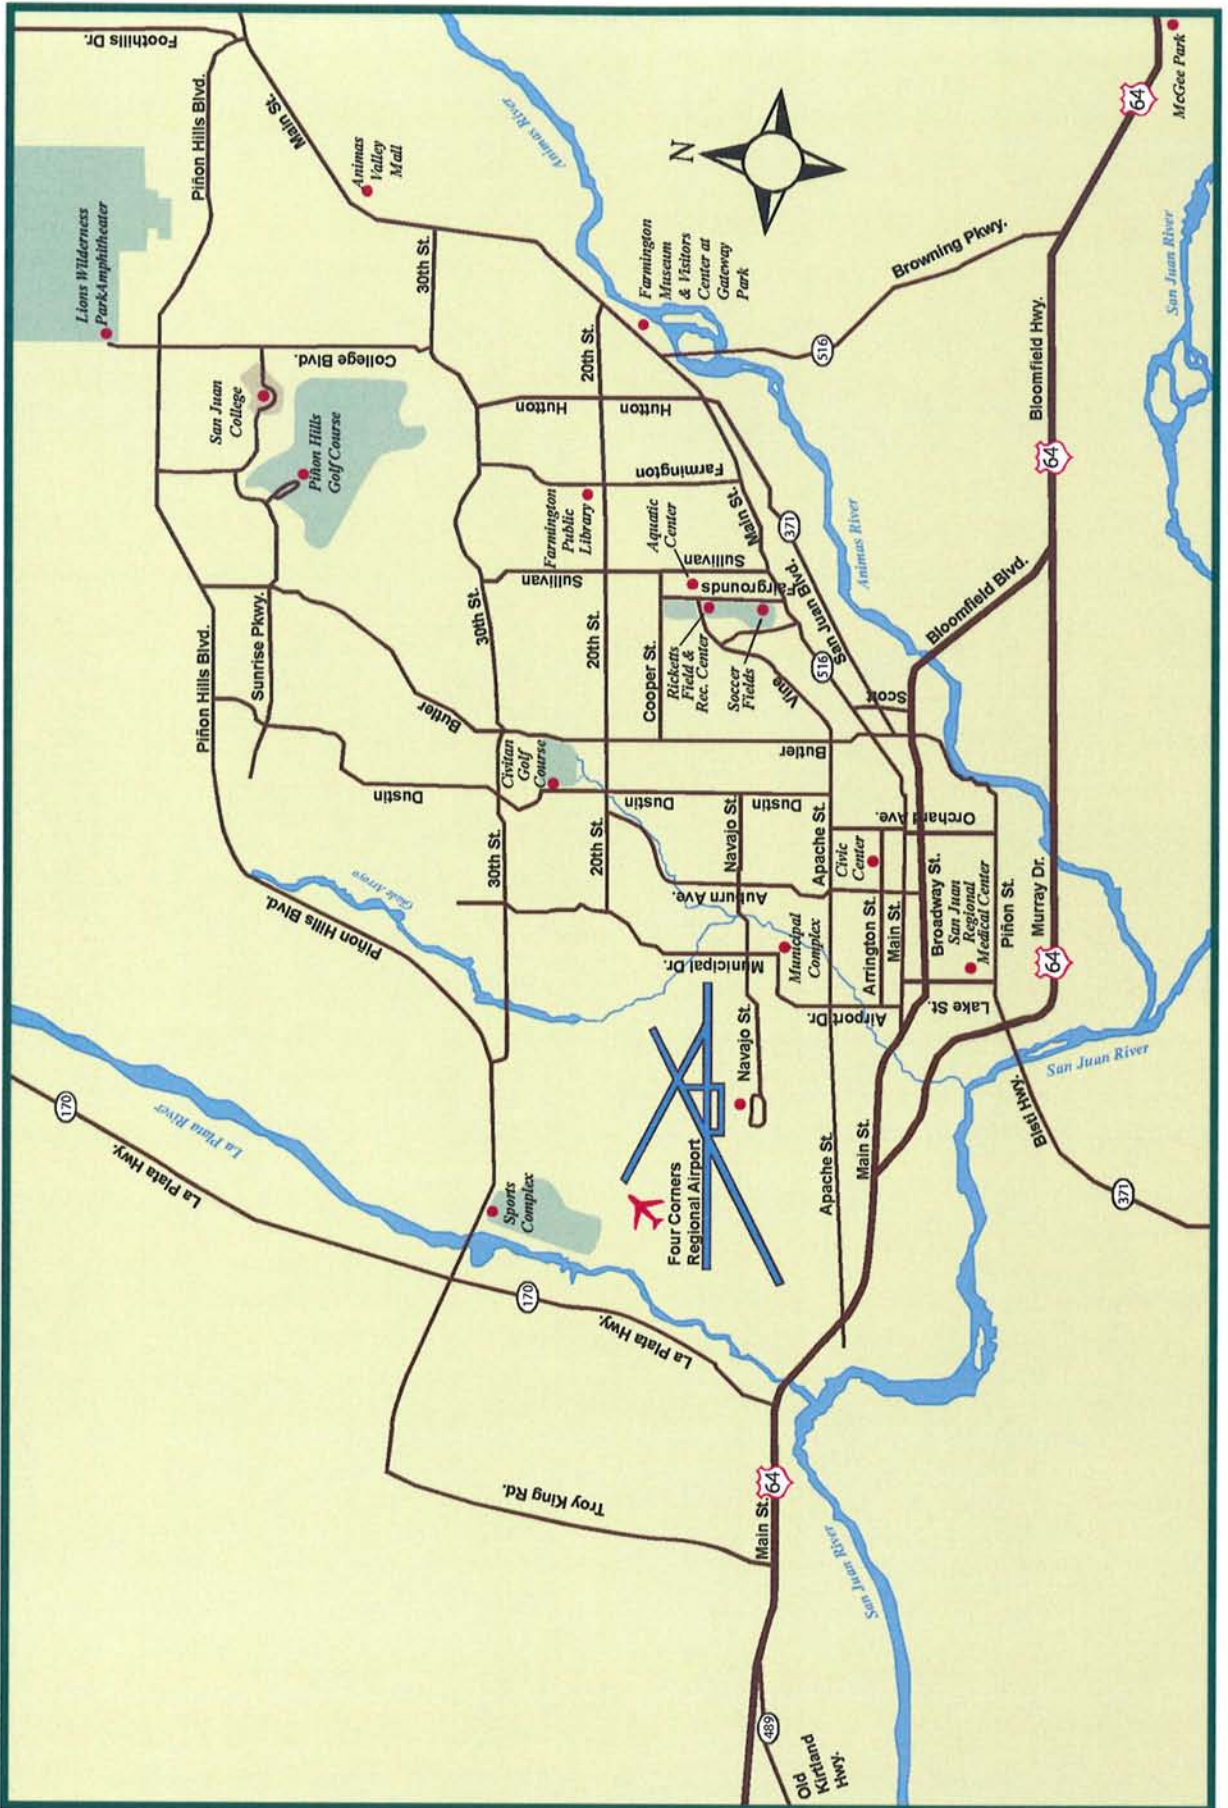 Foothills Dr.
Piñon Hills Blvd.
Main St.
Animas
Valley
Mall
Lions Wilderness
ParkAmphitheater
Animas River
N
McGee Park
64
San Juan River
Browning Pkwy.
Farmington
Museum
& Visitors
Center at
Gateway
Park
516
Bloomfield Hwy.
64
30th St.
College Blvd.
20th St.
San Juan
College
Piñon Hills
Golf Course
Hutton
Hutton
Farmington
Farmington
Public
Library
Aquatic
Center
Main St.
371
Sullivan
Sullivan
Fairgrounds
San Juan Blvd.
Animas River
Bloomfield Blvd.
Piñon Hills Blvd.
Sunrise Pkwy.
30th St.
20th St.
Cooper St.
Ricketts
Field &
Rec. Center
Soccer
Fields
Vine
516
Scott
Piñon Hills Blvd.
Butler
Butler
Civitan
Golf
Course
Dustin
Dustin
Dustin
Navajo St.
Apache St.
Orchard Ave.
30th St.
20th St.
Auburn Ave.
Civic
Center
Arrington St.
Main St.
Broadway St.
San Juan
Regional
Medical Center
Piñon St.
Murray Dr.
64
Glade Arroyo
Piñon Hills Blvd.
Municipal Dr.
Municipal
Complex
Airport Dr.
Lake St.
Navajo St.
San Juan River
Bisti Hwy.
371
170
La Plata River
La Plata Hwy.
Sports
Complex
Four Corners
Regional Airport
Apache St.
Main St.
170
La Plata Hwy.
Troy King Rd.
Main St.
64
San Juan River
489
Old
Kirtland
Hwy.